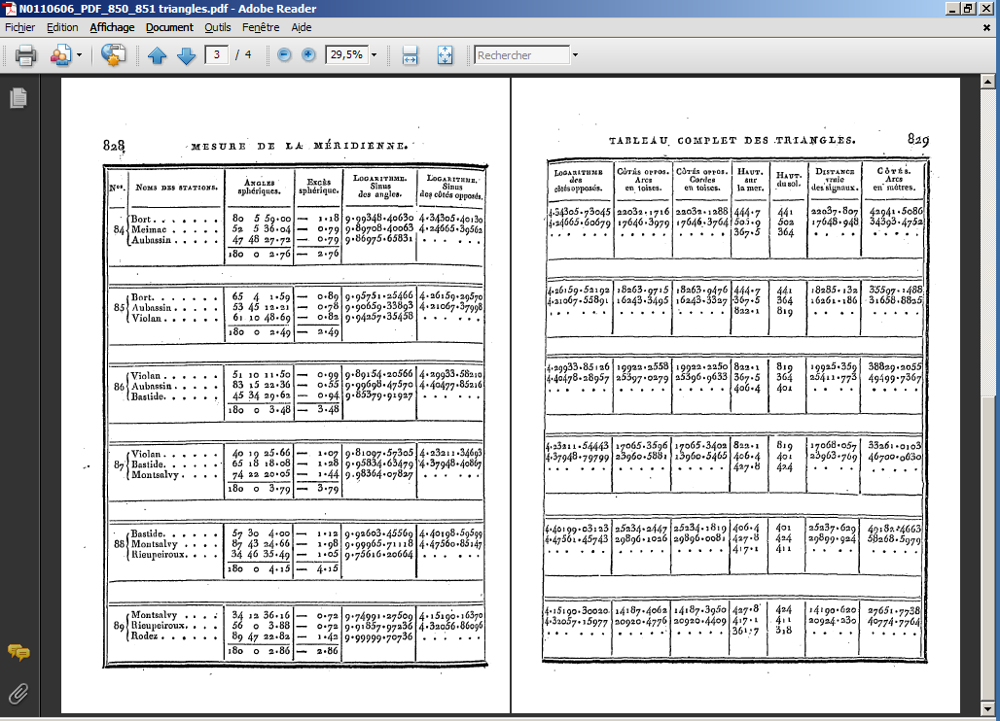 N0110606_PDF_850_851 triangles.pdf - Adobe Reader
Fichier Edition Affichage Document Outils Fenêtre Aide
3 / 4 29,5% Rechercher
828 MESURE DE LA MÉRIDIENNE.
Nos. NOMS DES STATIONS. ANGLES sphériques. EXCÈS sphérique. LOGARITHME. Sinus des angles. LOGARITHME. Sinus des côtés opposés.
84 Bort. 80 5 59.00 — 1.18 9.99348.40630 4.34305.40130
Meimac 52 5 36.04 — 0.79 9.89708.40063 4.24665.39562
Aubassin 47 48 27.72 — 0.79 9.86975.65831
180 0 2.76 — 2.76
85 Bort. 65 4 1.59 — 0.89 9.95751.25466 4.26159.29570
Aubassin 53 45 12.21 — 0.78 9.90659.33893 4.21067.37998
Violan 61 10 48.69 — 0.82 9.94257.35458
180 0 2.49 — 2.49
86 Violan 51 10 11.50 — 0.99 9.89154.20566 4.29933.58210
Aubassin 83 15 22.36 — 0.55 9.99698.47570 4.40477.85216
Bastide. 45 34 29.62 — 0.94 9.85379.91927
180 0 3.48 — 3.48
87 Violan 40 19 25.66 — 1.07 9.81097.57305 4.23211.34693
Bastide. 65 18 18.08 — 1.28 9.95834.63479 4.37948.40867
Montsalvy 74 22 20.05 — 1.44 9.98364.07827
180 0 3.79 — 3.79
88 Bastide. 57 30 4.00 — 1.12 9.92603.45569 4.40198.59599
Montsalvy 87 43 24.66 — 1.98 9.99965.71118 4.47560.85147
Rieupeiroux. 34 46 35.49 — 1.05 9.75616.20664
180 0 4.15 — 4.15
89 Montsalvy 34 12 36.16 — 0.72 9.74991.27509 4.15190.16370
Rieupeiroux. 56 0 3.88 — 0.72 9.91857.97236 4.32056.86096
Rodez 89 47 22.82 — 1.42 9.99999.70736
180 0 2.86 — 2.86
TABLEAU COMPLET DES TRIANGLES. 829
LOGARITHME des côtés opposés. CÔTÉS OPPOS. Arcs en toises. CÔTÉS OPPOS. Cordes en toises. HAUT. sur la mer. HAUT. du sol. DISTANCE vraie des signaux. CÔTÉS. Arcs en mètres.
4.34305.73045 22032.1716 22032.1288 444.7 441 22037.807 42941.5086
4.24665.60679 17646.3979 17646.3764 505.9 502 17648.948 34393.4752
367.5 364
4.26159.52192 18263.9715 18263.9476 444.7 441 18285.132 35597.1488
4.21067.55891 16243.3495 16243.3327 367.5 364 16261.186 31658.8825
822.1 819
4.29933.85126 19922.2558 19922.2250 822.1 819 19925.359 38829.2055
4.40478.28957 25397.0279 25396.9633 367.5 364 25411.773 49499.7367
406.4 401
4.23211.54443 17065.3596 17065.3402 822.1 819 17068.057 33261.0103
4.37948.79799 23960.5881 13960.5465 406.4 401 23963.769 46700.0630
427.8 424
4.40199.03123 25234.2447 25234.1819 406.4 401 25237.629 49182.4663
4.47561.45743 29896.1026 29896.0081 427.8 424 29899.924 58268.5979
417.1 411
4.15190.30020 14187.4062 14187.3950 427.8 424 14190.620 27651.7738
4.32057.15977 20920.4776 20920.4409 417.1 411 20924.230 40774.7764
361.7 318